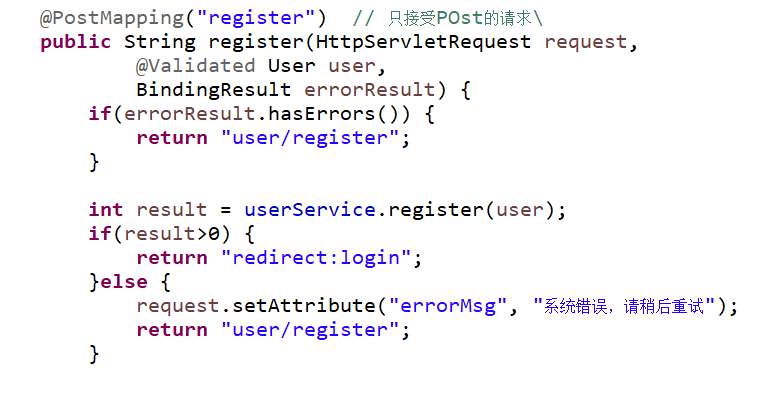 @PostMapping("register")  // 只接受POst的请求\
public String register(HttpServletRequest request,
        @Validated User user,
        BindingResult errorResult) {
    if(errorResult.hasErrors()) {
        return "user/register";
    }
    int result = userService.register(user);
    if(result>0) {
        return "redirect:login";
    }else {
        request.setAttribute("errorMsg", "系统错误，请稍后重试");
        return "user/register";
    }